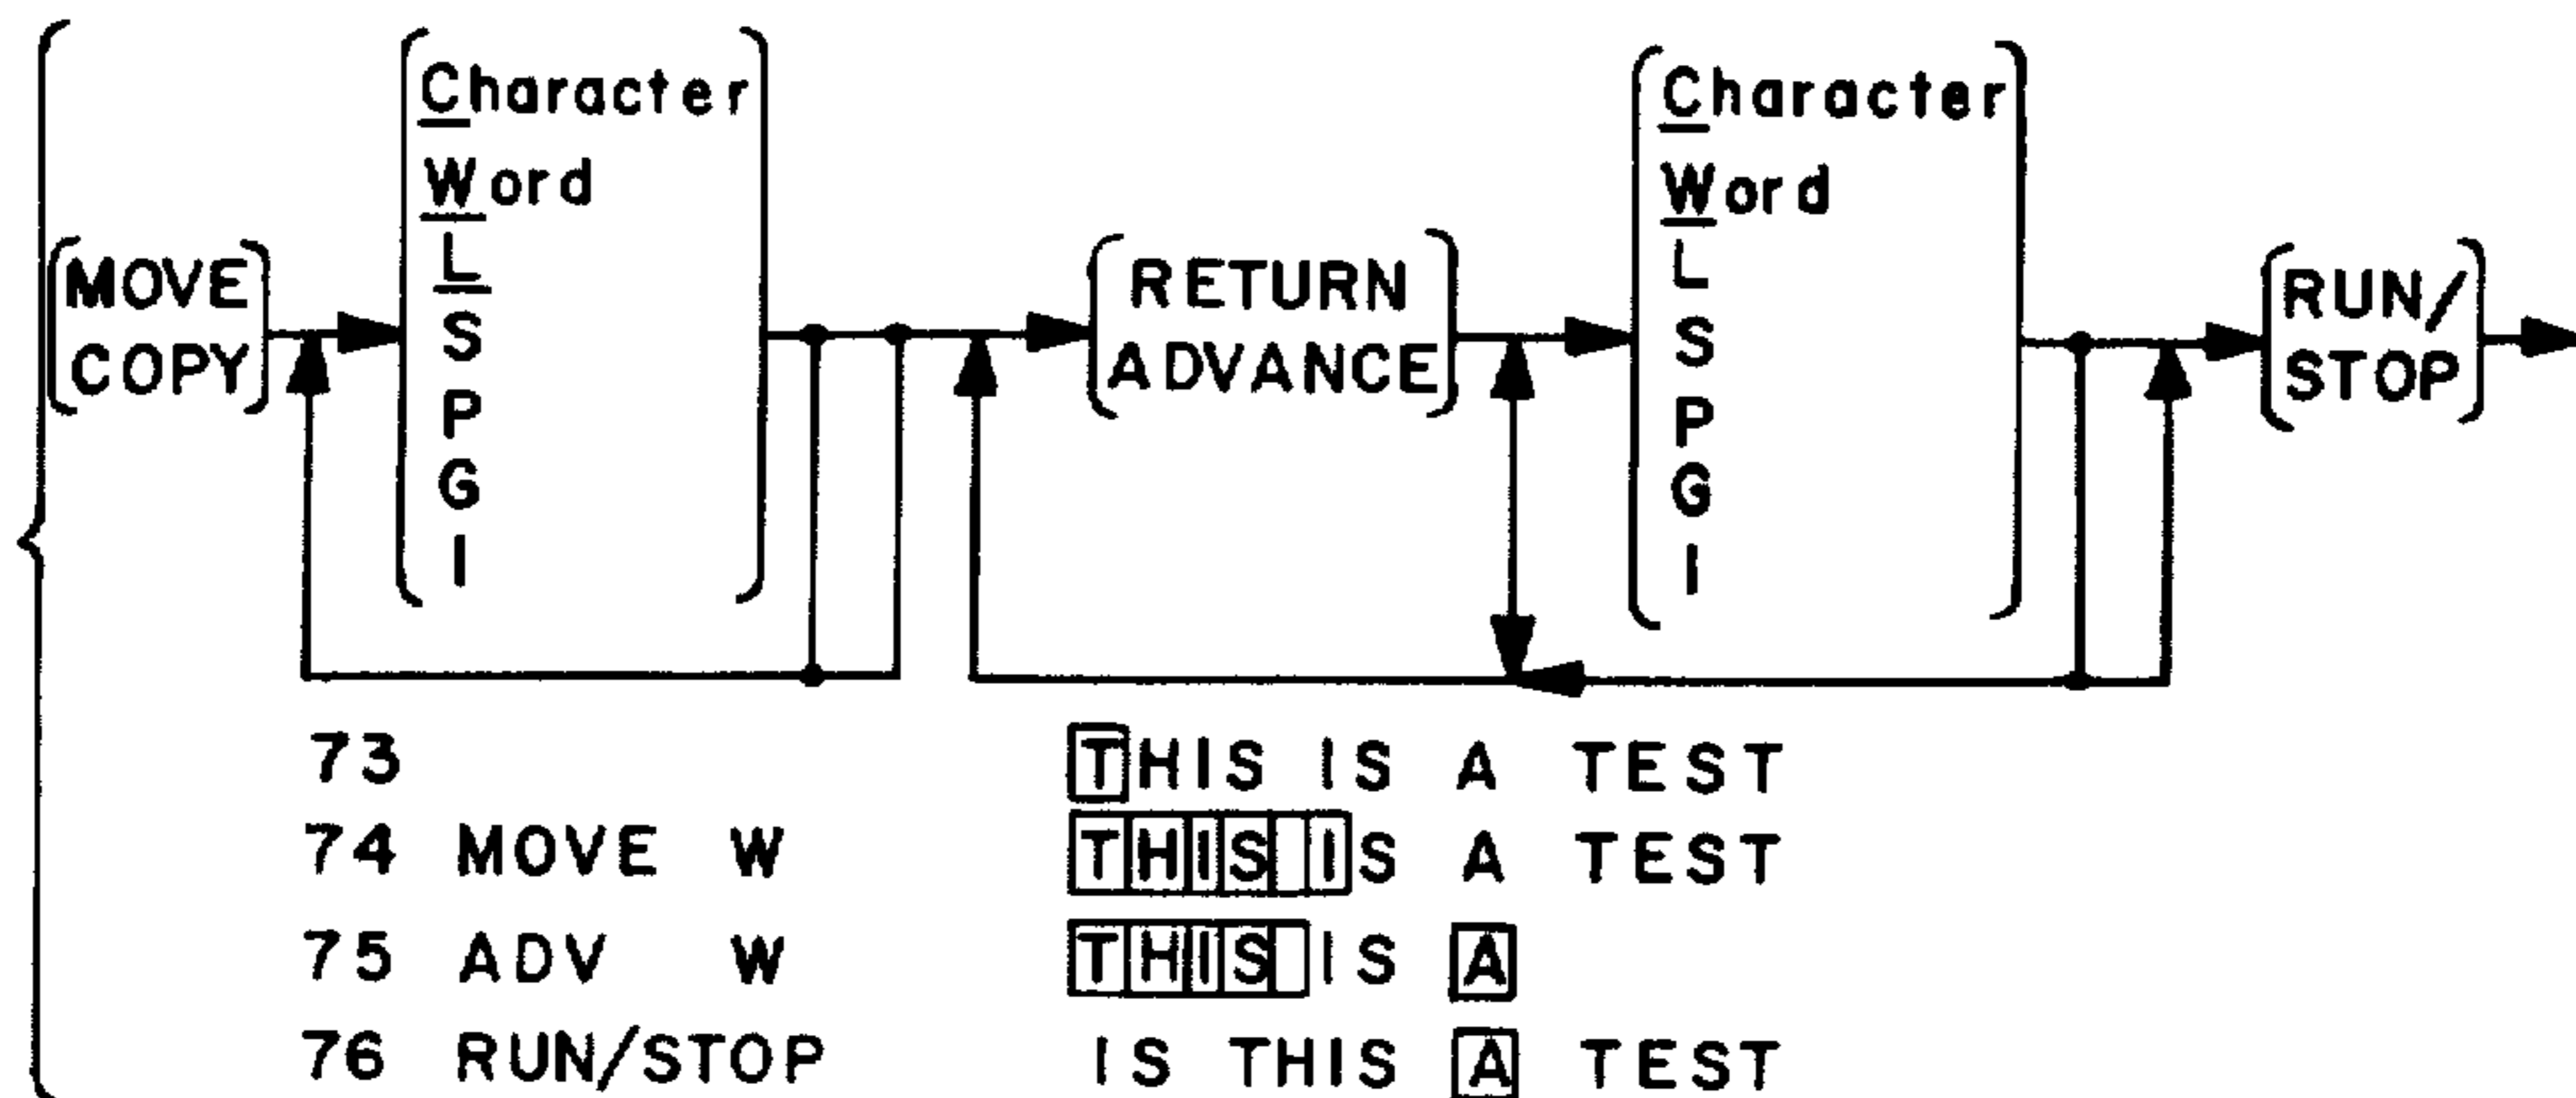 MOVE
COPY
Character
Word
L
S
P
G
I
RETURN
ADVANCE
Character
Word
L
S
P
G
I
RUN/
STOP
73 THIS IS A TEST
74 MOVE W THIS IS A TEST
75 ADV W THIS IS A
76 RUN/STOP IS THIS A TEST